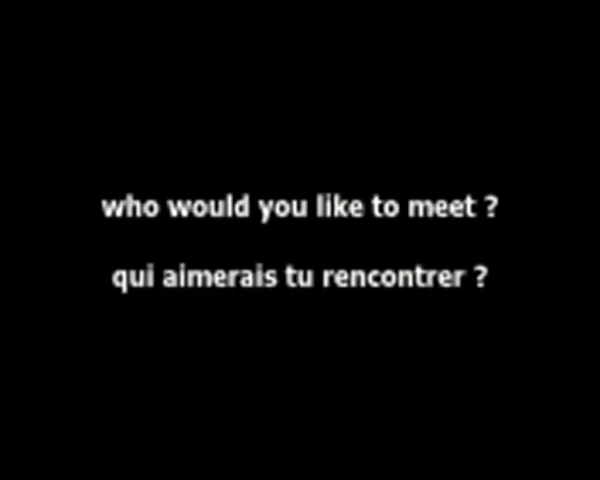 who would you like to meet ?
qui aimerais tu rencontrer ?